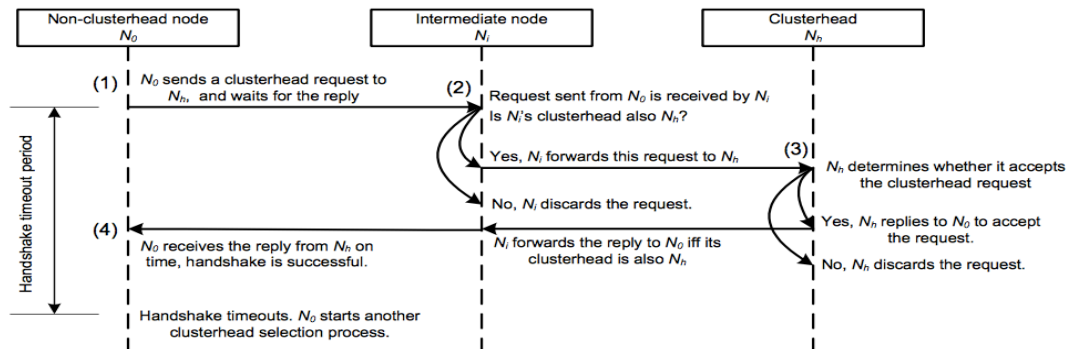 Non-clusterhead node
N₀
Intermediate node
Nᵢ
Clusterhead
Nₕ
(1)
N₀ sends a clusterhead request to
Nₕ, and waits for the reply
(2)
Request sent from N₀ is received by Nᵢ
Is Nᵢ's clusterhead also Nₕ?
Yes, Nᵢ forwards this request to Nₕ
(3)
Nₕ determines whether it accepts
the clusterhead request
No, Nᵢ discards the request.
Yes, Nₕ replies to N₀ to accept
the request.
No, Nₕ discards the request.
Nᵢ forwards the reply to N₀ iff its
clusterhead is also Nₕ
(4)
N₀ receives the reply from Nₕ on
time, handshake is successful.
Handshake timeouts. N₀ starts another
clusterhead selection process.
Handshake timeout period